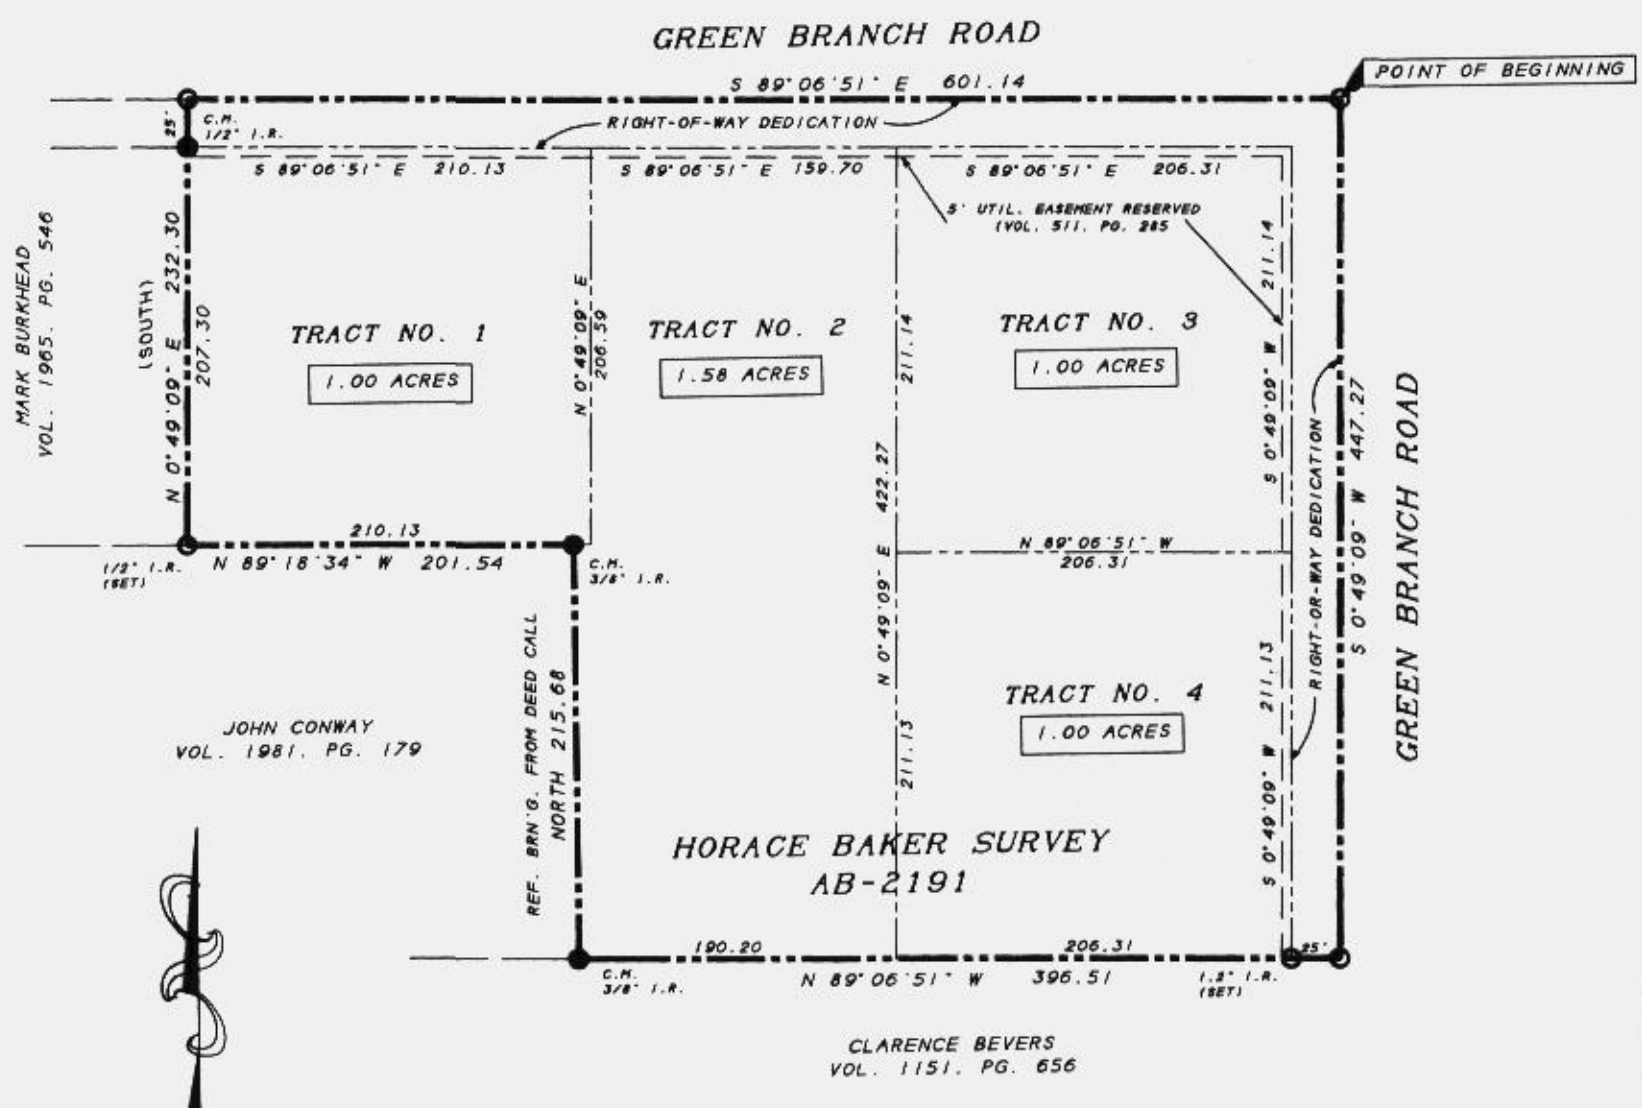 GREEN BRANCH ROAD
POINT OF BEGINNING
S 89°06'51" E 601.14
25'
C.M.
1/2" I.R.
RIGHT-OF-WAY DEDICATION
S 89°06'51" E 210.13
S 89°06'51" E 159.70
S 89°06'51" E 206.31
5' UTIL. EASEMENT RESERVED
(VOL. 511, PG. 285
MARK BURKHEAD
VOL. 1965, PG. 546
(SOUTH)
N 0°49'09" E 232.30
207.30
TRACT NO. 1
1.00 ACRES
N 0°49'09" E
206.59
TRACT NO. 2
1.58 ACRES
211.14
N 0°49'09" E 422.27
211.13
TRACT NO. 3
1.00 ACRES
S 0°49'09" W 211.14
RIGHT-OR-WAY DEDICATION
S 0°49'09" W 447.27
GREEN BRANCH ROAD
210.13
N 89°18'34" W 201.54
1/2" I.R.
(SET)
C.M.
3/8" I.R.
N 89°06'51" W
206.31
REF. BRN'G. FROM DEED CALL
NORTH 215.68
TRACT NO. 4
1.00 ACRES
S 0°49'09" W 211.13
JOHN CONWAY
VOL. 1981, PG. 179
HORACE BAKER SURVEY
AB-2191
190.20
206.31
25'
C.M.
3/8" I.R.
N 89°06'51" W 396.51
1.2" I.R.
(SET)
CLARENCE BEVERS
VOL. 1151, PG. 656